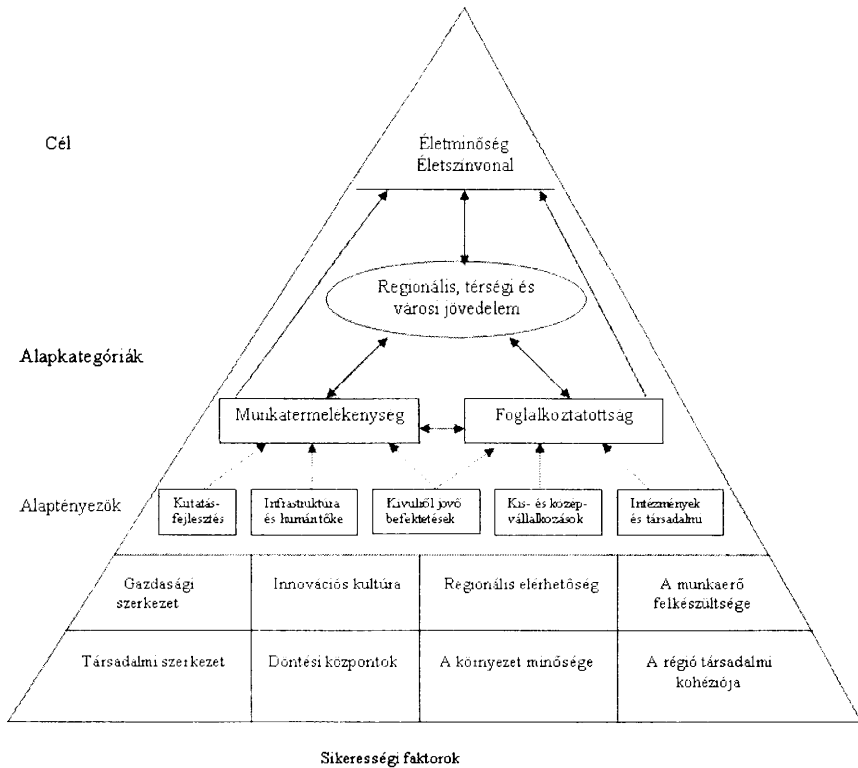 Cél
Életminőség
Életszínvonal
Regionális, térségi és
városi jövedelem
Alapkategóriák
Munkatermelékenység
Foglalkoztatottság
Alaptényezők
Kutatás-
fejlesztés
Infrastruktúra
és humántőke
Kívülről jövő
befektetések
Kis- és közép-
vállalkozások
Intézmények
és társadalmi
Gazdasági
szerkezet
Innovációs kultúra
Regionális elérhetőség
A munkaerő
felkészültsége
Társadalmi szerkezet
Döntési központok
A környezet minősége
A régió társadalmi
kohéziója
Sikerességi faktorok